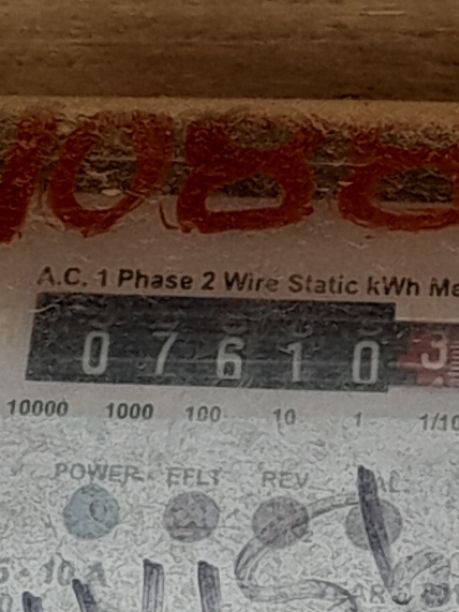 A.C. 1 Phase 2 Wire Static kWh Me
0 7 6 1 0 3
10000 1000 100 10 1 1/10
POWER EFLT REV CAL